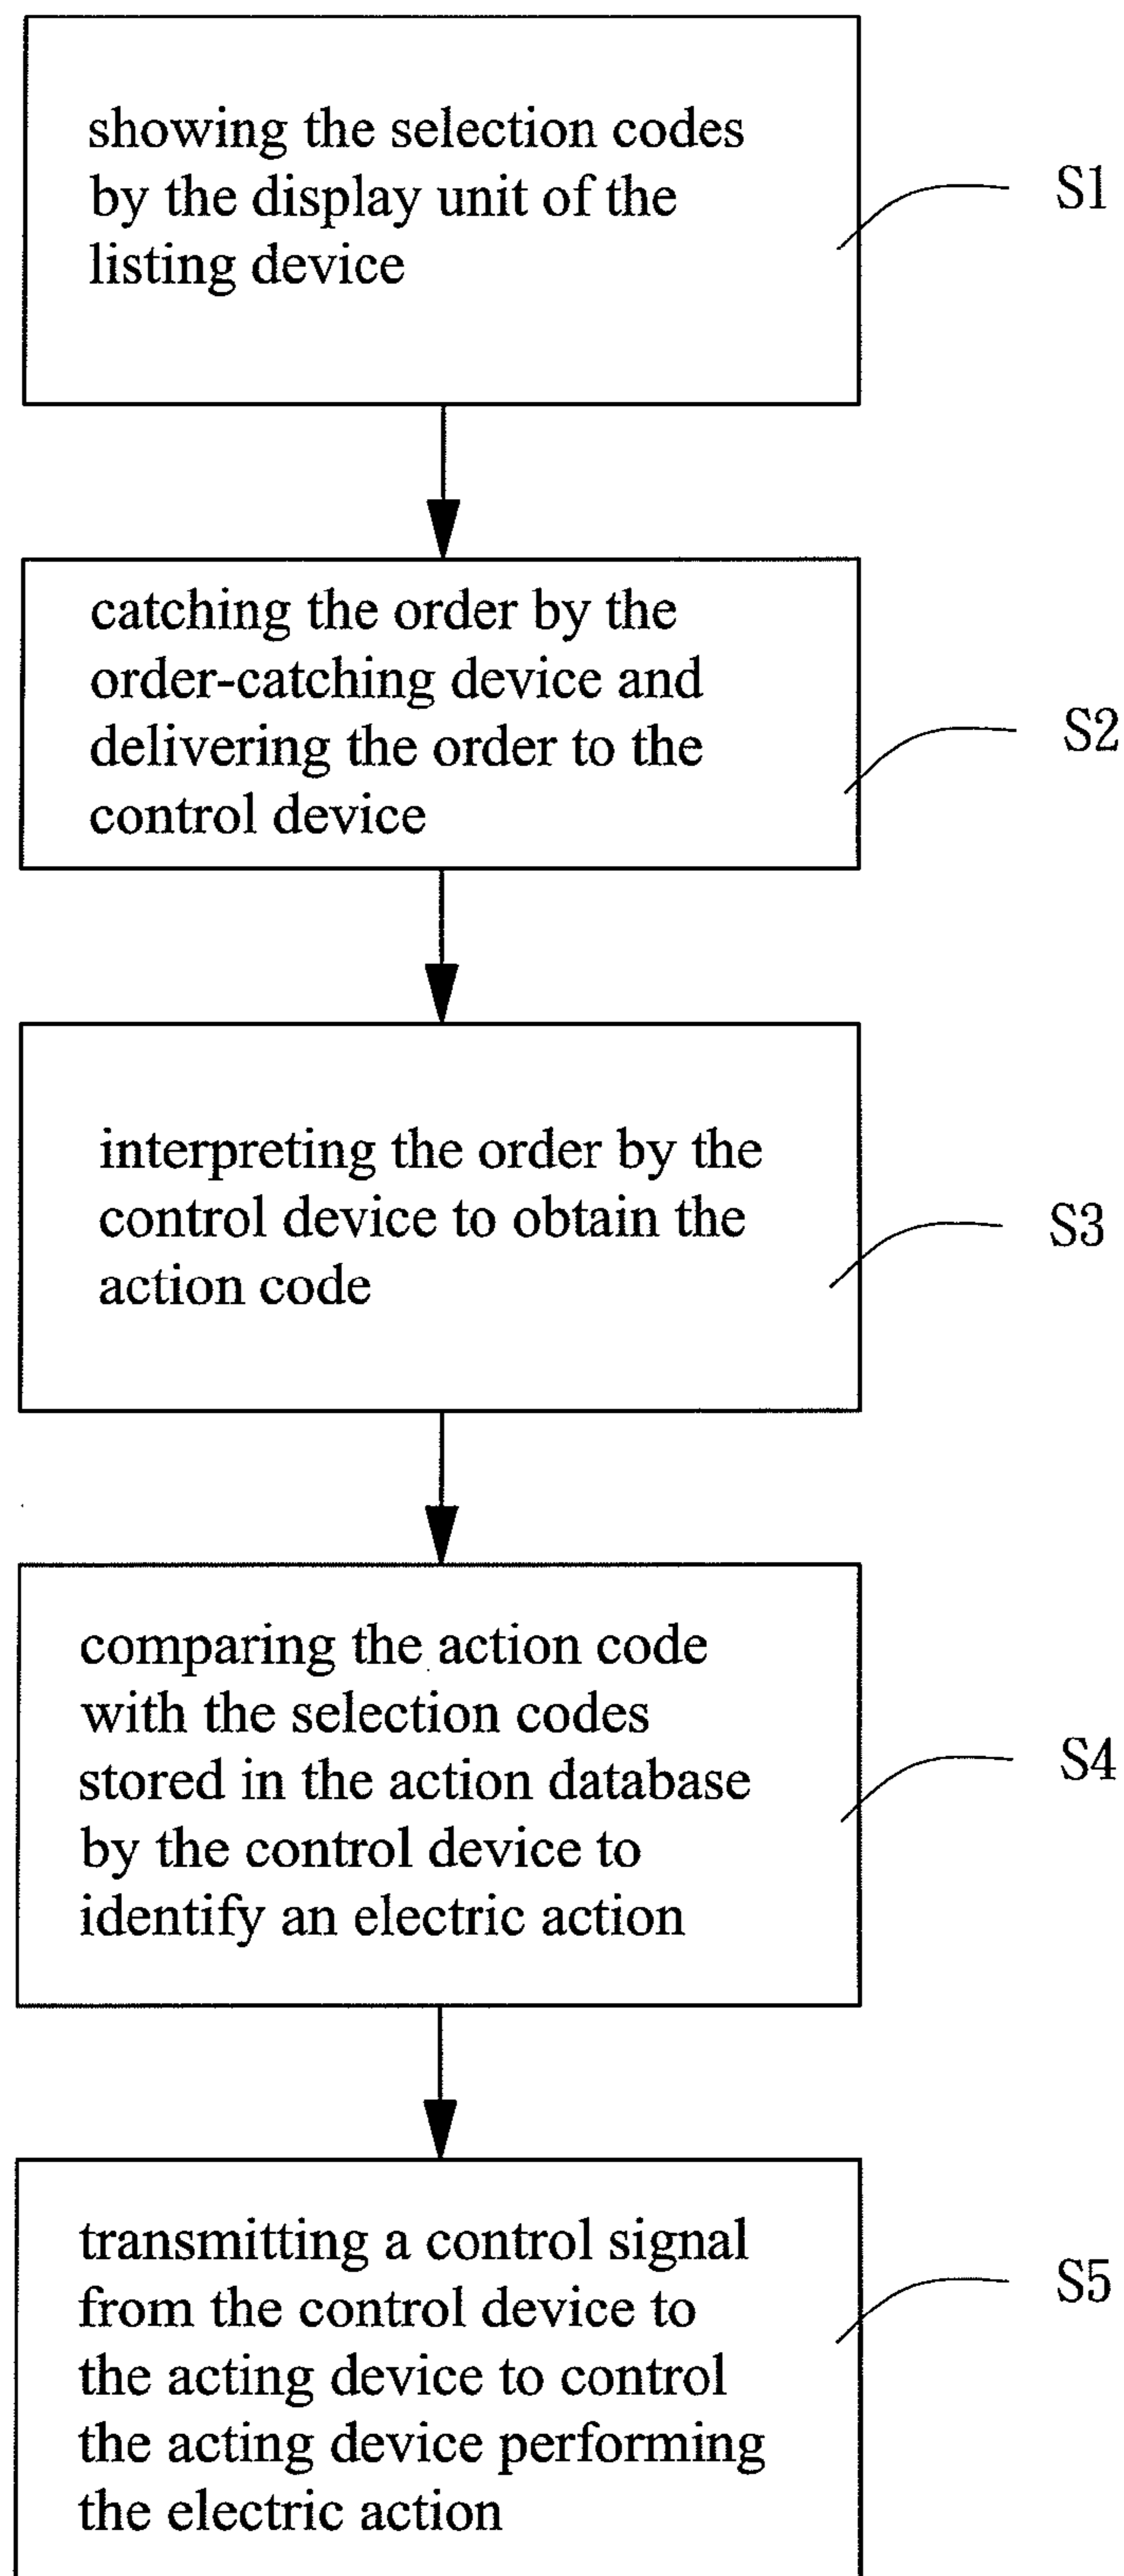 showing the selection codes
by the display unit of the
listing device
S1
catching the order by the
order-catching device and
delivering the order to the
control device
S2
interpreting the order by the
control device to obtain the
action code
S3
comparing the action code
with the selection codes
stored in the action database
by the control device to
identify an electric action
S4
transmitting a control signal
from the control device to
the acting device to control
the acting device performing
the electric action
S5